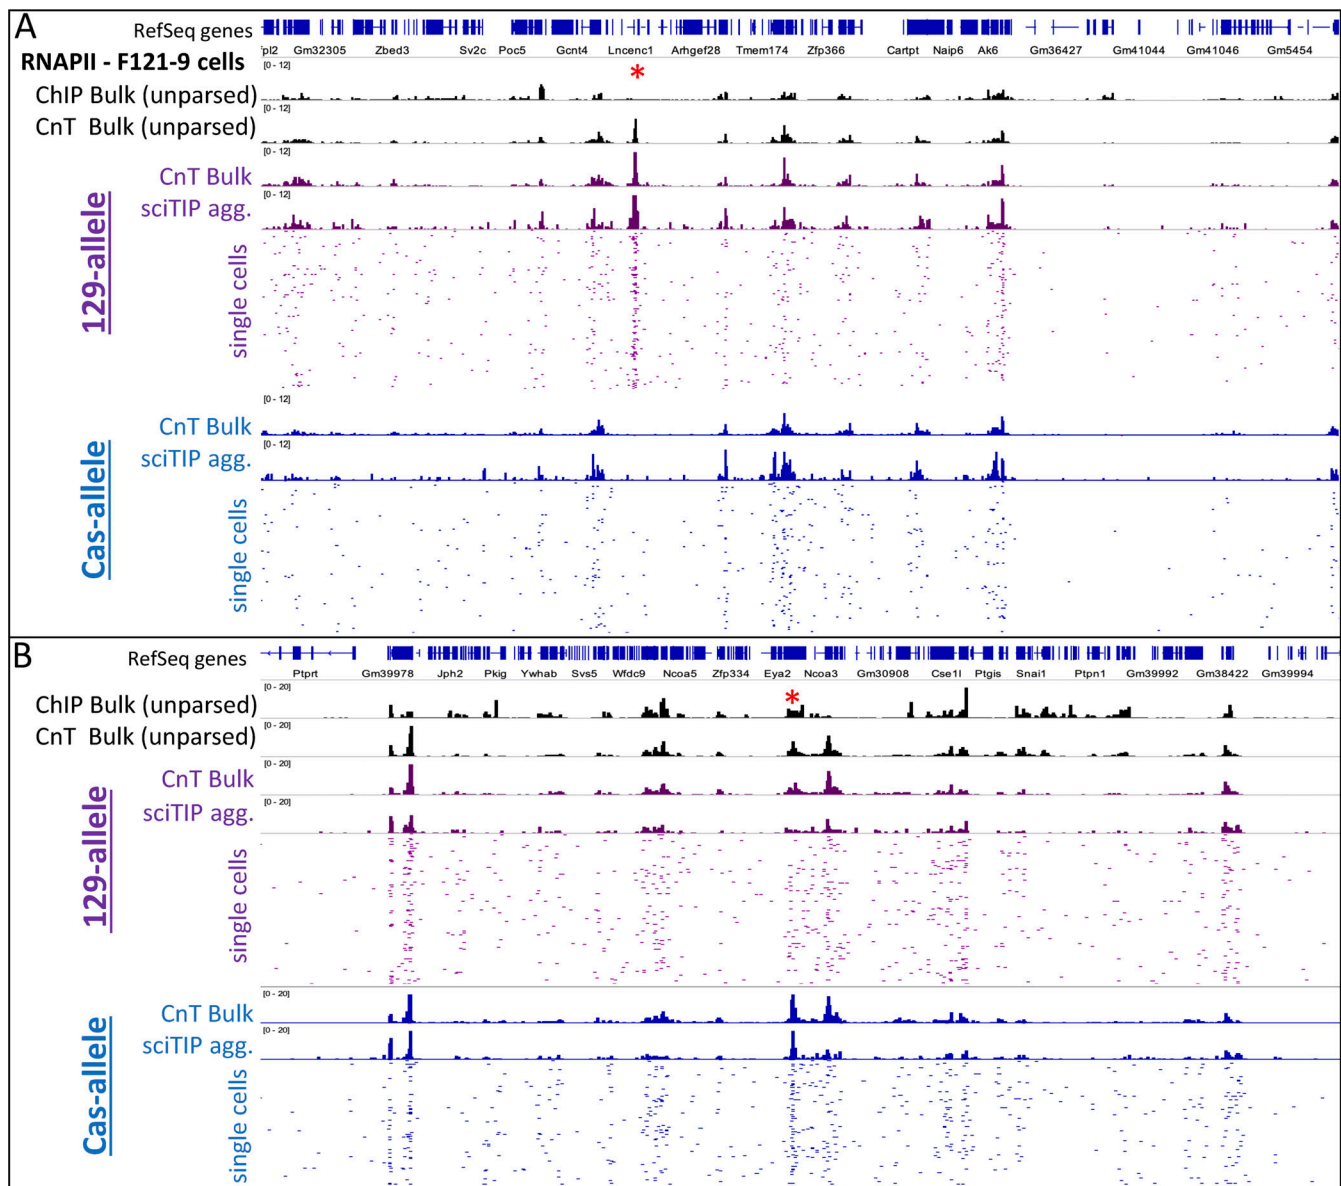 A
RefSeq genes
Gm32305 Zbed3 Sv2c Poc5 Gcnt4 Lncenc1 Arhgef28 Tmem174 Zfp366 Cartpt Naip6 Ak6 Gm36427 Gm41044 Gm41046 Gm5454
RNAPII - F121-9 cells
[0 - 12]
*
ChIP Bulk (unparsed)
[0 - 12]
CnT Bulk (unparsed)
[0 - 12]
129-allele
CnT Bulk
[0 - 12]
sciTIP agg.
single cells
[0 - 12]
Cas-allele
CnT Bulk
[0 - 12]
sciTIP agg.
single cells
B
RefSeq genes
Ptprt Gm39978 Jph2 Pkig Ywhab Svs5 Wfdc9 Ncoa5 Zfp334 Eya2 Ncoa3 Gm30908 Cse1l Ptgis Snai1 Ptpn1 Gm39992 Gm38422 Gm39994
[0 - 20]
*
ChIP Bulk (unparsed)
[0 - 20]
CnT Bulk (unparsed)
[0 - 20]
129-allele
CnT Bulk
[0 - 20]
sciTIP agg.
single cells
[0 - 20]
Cas-allele
CnT Bulk
[0 - 20]
sciTIP agg.
single cells